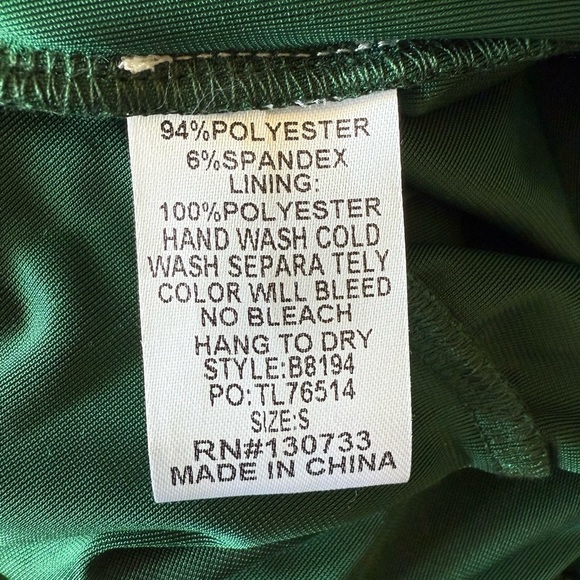 94%POLYESTER
6%SPANDEX
LINING:
100%POLYESTER
HAND WASH COLD
WASH SEPARA TELY
COLOR WILL BLEED
NO BLEACH
HANG TO DRY
STYLE:B8194
PO:TL76514
SIZE:S
RN#130733
MADE IN CHINA